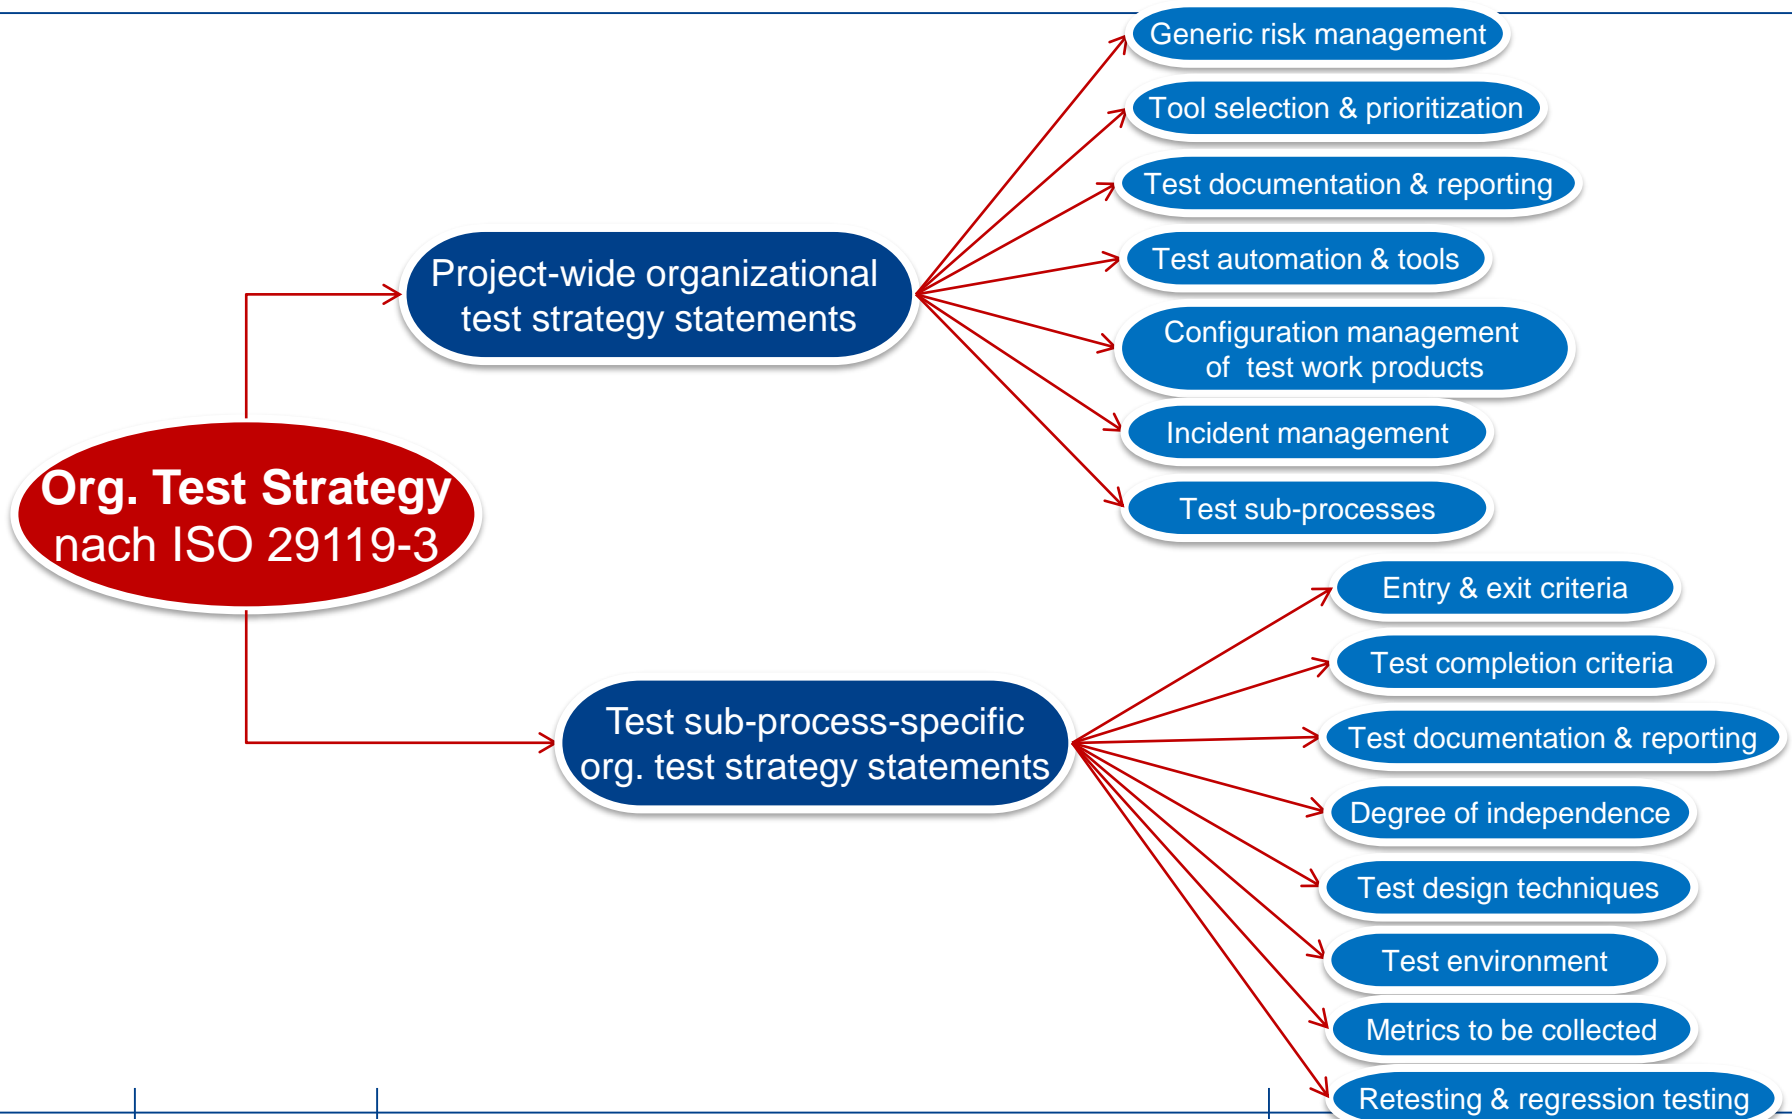 Org. Test Strategy
nach ISO 29119-3
Project-wide organizational
test strategy statements
Generic risk management
Tool selection & prioritization
Test documentation & reporting
Test automation & tools
Configuration management
of test work products
Incident management
Test sub-processes
Test sub-process-specific
org. test strategy statements
Entry & exit criteria
Test completion criteria
Test documentation & reporting
Degree of independence
Test design techniques
Test environment
Metrics to be collected
Retesting & regression testing